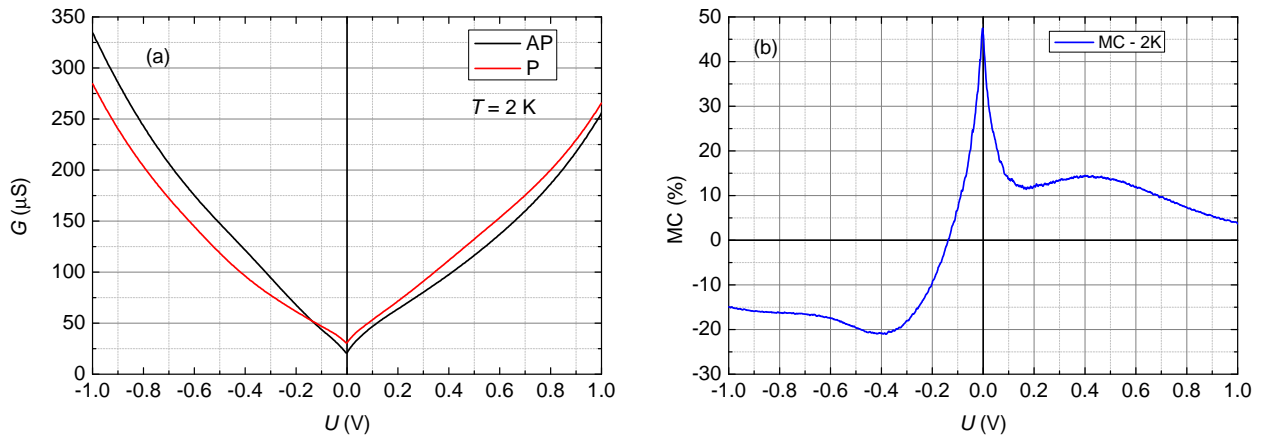 350
300
250
200
150
100
50
0
G (μS)
(a)
AP
P
T = 2 K
-1.0 -0.8 -0.6 -0.4 -0.2 0.0 0.2 0.4 0.6 0.8 1.0
U (V)
50
40
30
20
10
0
-10
-20
-30
MC (%)
(b)
MC - 2K
-1.0 -0.8 -0.6 -0.4 -0.2 0.0 0.2 0.4 0.6 0.8 1.0
U (V)